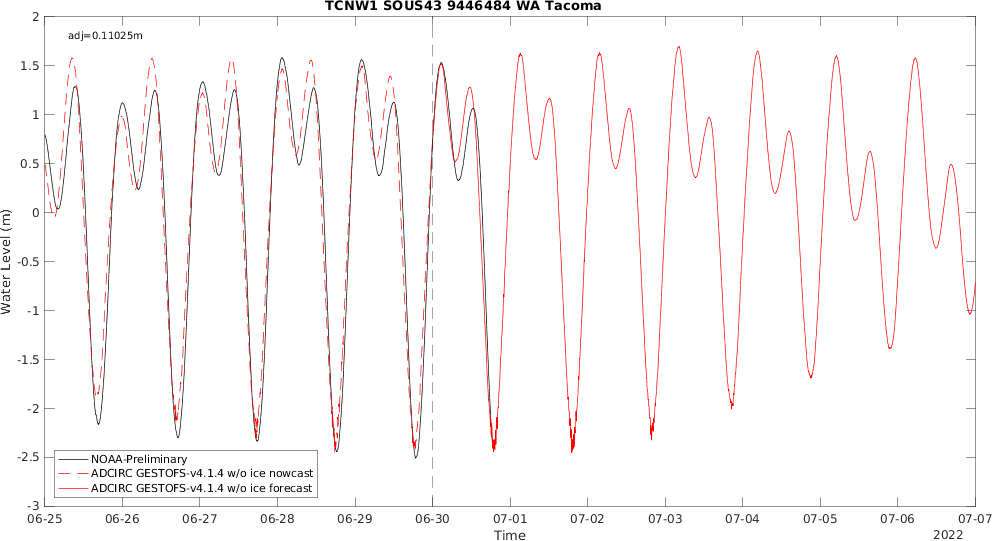 TCNW1 SOUS43 9446484 WA Tacoma
adj=0.11025m
2
1.5
1
0.5
0
-0.5
-1
-1.5
-2
-2.5
-3
Water Level (m)
NOAA-Preliminary
ADCIRC GESTOFS-v4.1.4 w/o ice nowcast
ADCIRC GESTOFS-v4.1.4 w/o ice forecast
06-25 06-26 06-27 06-28 06-29 06-30 07-01 07-02 07-03 07-04 07-05 07-06 07-07
Time
2022